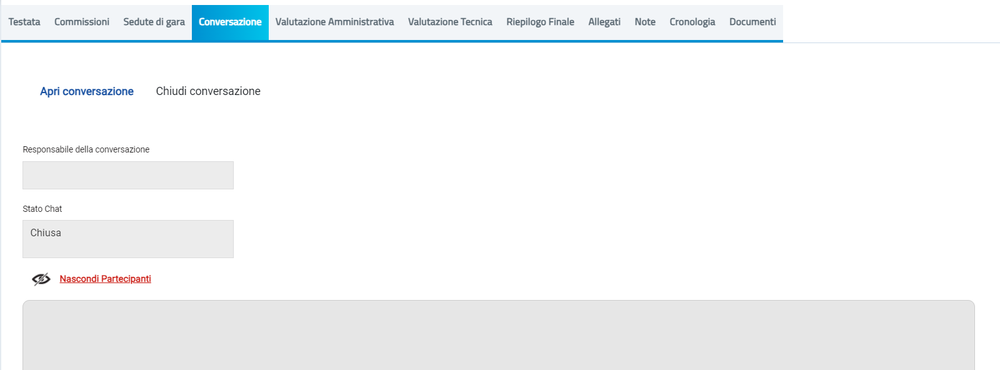 Testata Commissioni Sedute di gara Conversazione Valutazione Amministrativa Valutazione Tecnica Riepilogo Finale Allegati Note Cronologia Documenti
Apri conversazione Chiudi conversazione
Responsabile della conversazione
Stato Chat
Chiusa
Nascondi Partecipanti